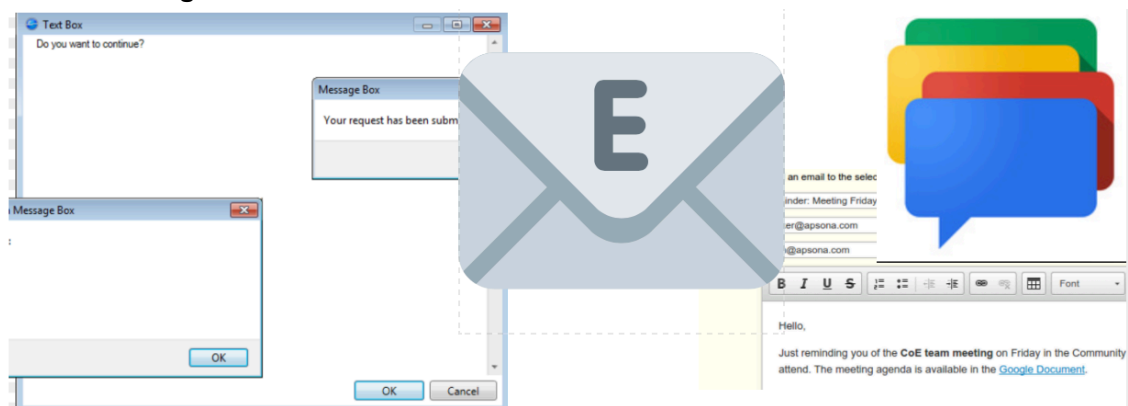 Text Box
Do you want to continue?
Message Box
Your request has been subm
E
an email to the selec
inder: Meeting Friday
er@apsona.com
@apsona.com
Message Box
OK
B I U S
Font
Hello,
Just reminding you of the CoE team meeting on Friday in the Community
attend. The meeting agenda is available in the Google Document.
OK Cancel